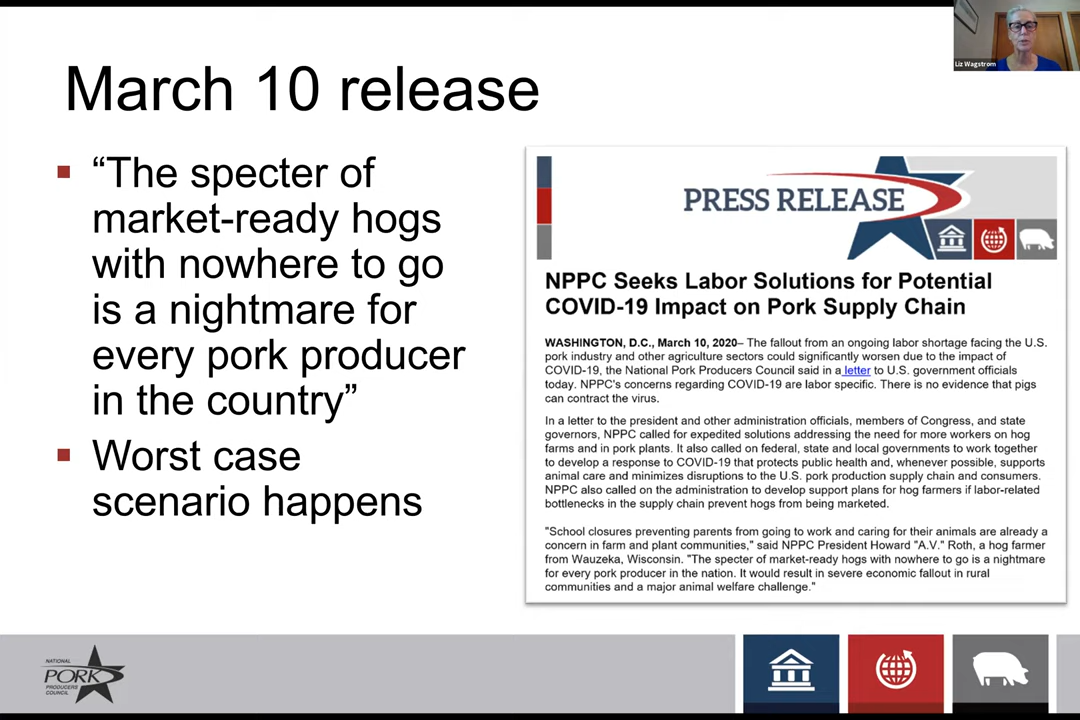 Liz Wagstrom
March 10 release
“The specter of
market-ready hogs
with nowhere to go
is a nightmare for
every pork producer
in the country”
Worst case
scenario happens
PRESS RELEASE
NPPC Seeks Labor Solutions for Potential
COVID-19 Impact on Pork Supply Chain
WASHINGTON, D.C., March 10, 2020– The fallout from an ongoing labor shortage facing the U.S.
pork industry and other agriculture sectors could significantly worsen due to the impact of
COVID-19, the National Pork Producers Council said in a letter to U.S. government officials
today. NPPC's concerns regarding COVID-19 are labor specific. There is no evidence that pigs
can contract the virus.
In a letter to the president and other administration officials, members of Congress, and state
governors, NPPC called for expedited solutions addressing the need for more workers on hog
farms and in pork plants. It also called on federal, state and local governments to work together
to develop a response to COVID-19 that protects public health and, whenever possible, supports
animal care and minimizes disruptions to the U.S. pork production supply chain and consumers.
NPPC also called on the administration to develop support plans for hog farmers if labor-related
bottlenecks in the supply chain prevent hogs from being marketed.
"School closures preventing parents from going to work and caring for their animals are already a
concern in farm and plant communities," said NPPC President Howard "A.V." Roth, a hog farmer
from Wauzeka, Wisconsin. "The specter of market-ready hogs with nowhere to go is a nightmare
for every pork producer in the nation. It would result in severe economic fallout in rural
communities and a major animal welfare challenge."
NATIONAL
PORK
PRODUCERS
COUNCIL